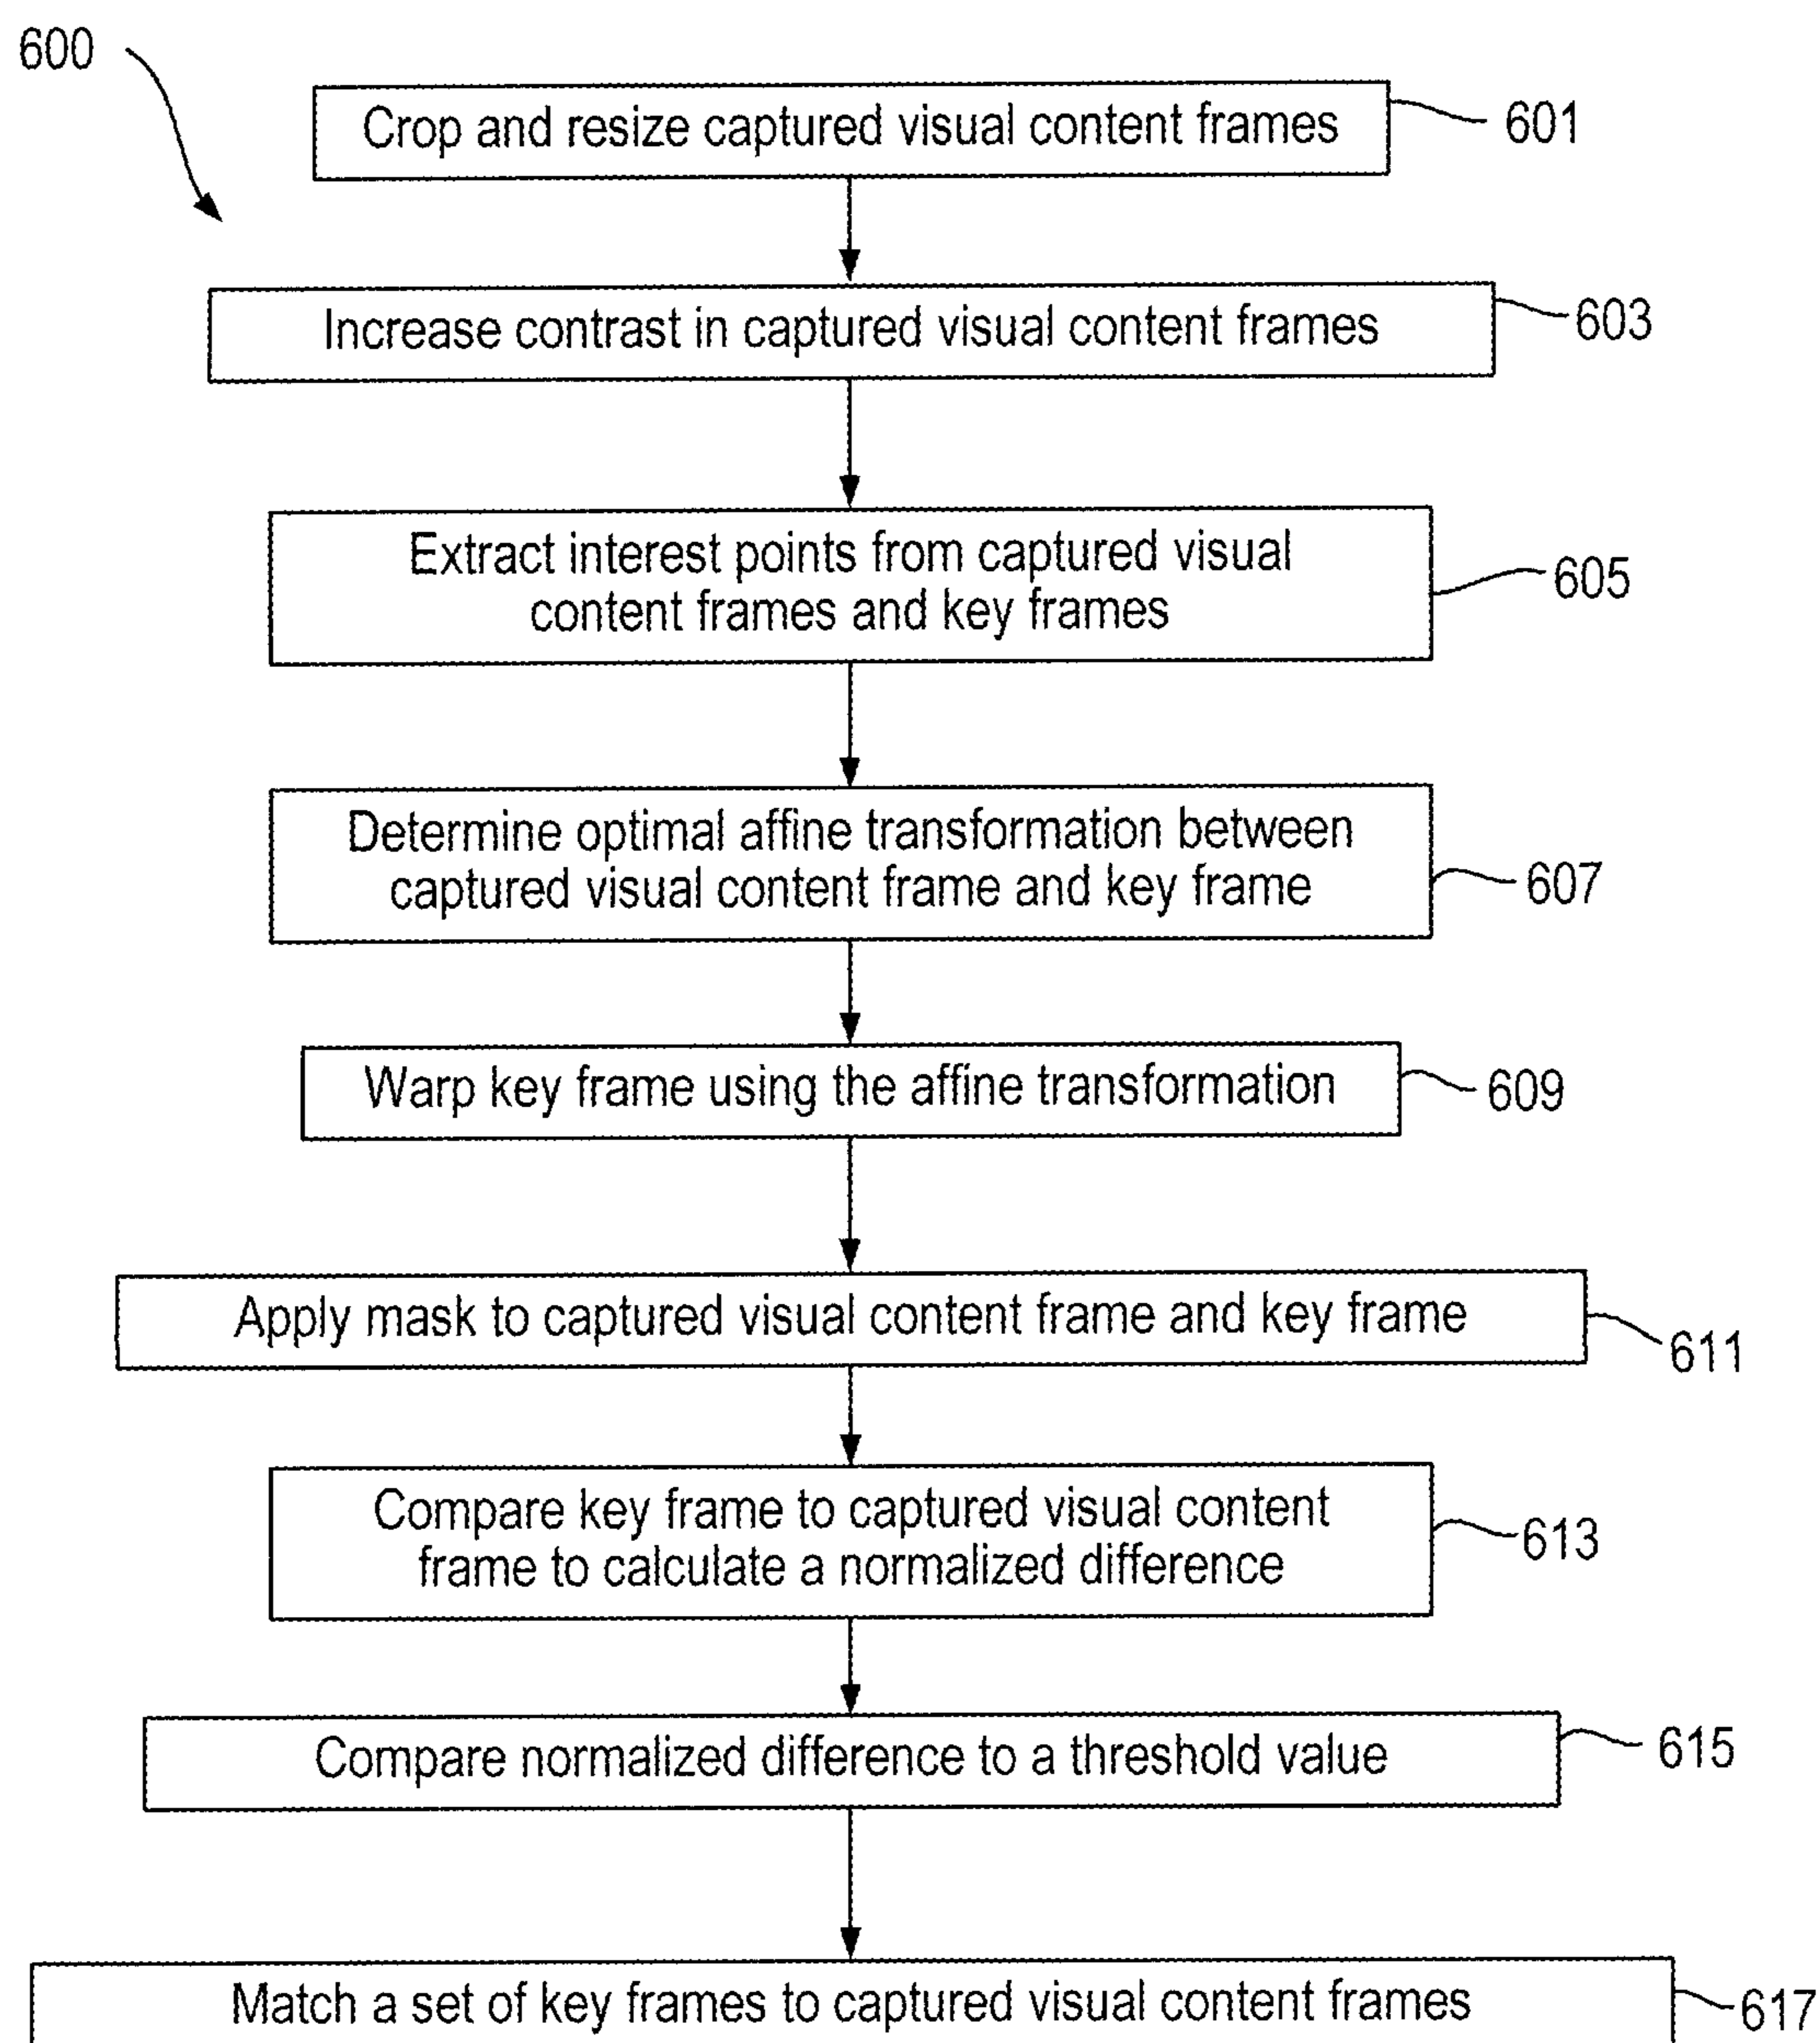 600
Crop and resize captured visual content frames
601
Increase contrast in captured visual content frames
603
Extract interest points from captured visual
content frames and key frames
605
Determine optimal affine transformation between
captured visual content frame and key frame
607
Warp key frame using the affine transformation
609
Apply mask to captured visual content frame and key frame
611
Compare key frame to captured visual content
frame to calculate a normalized difference
613
Compare normalized difference to a threshold value
615
Match a set of key frames to captured visual content frames
617